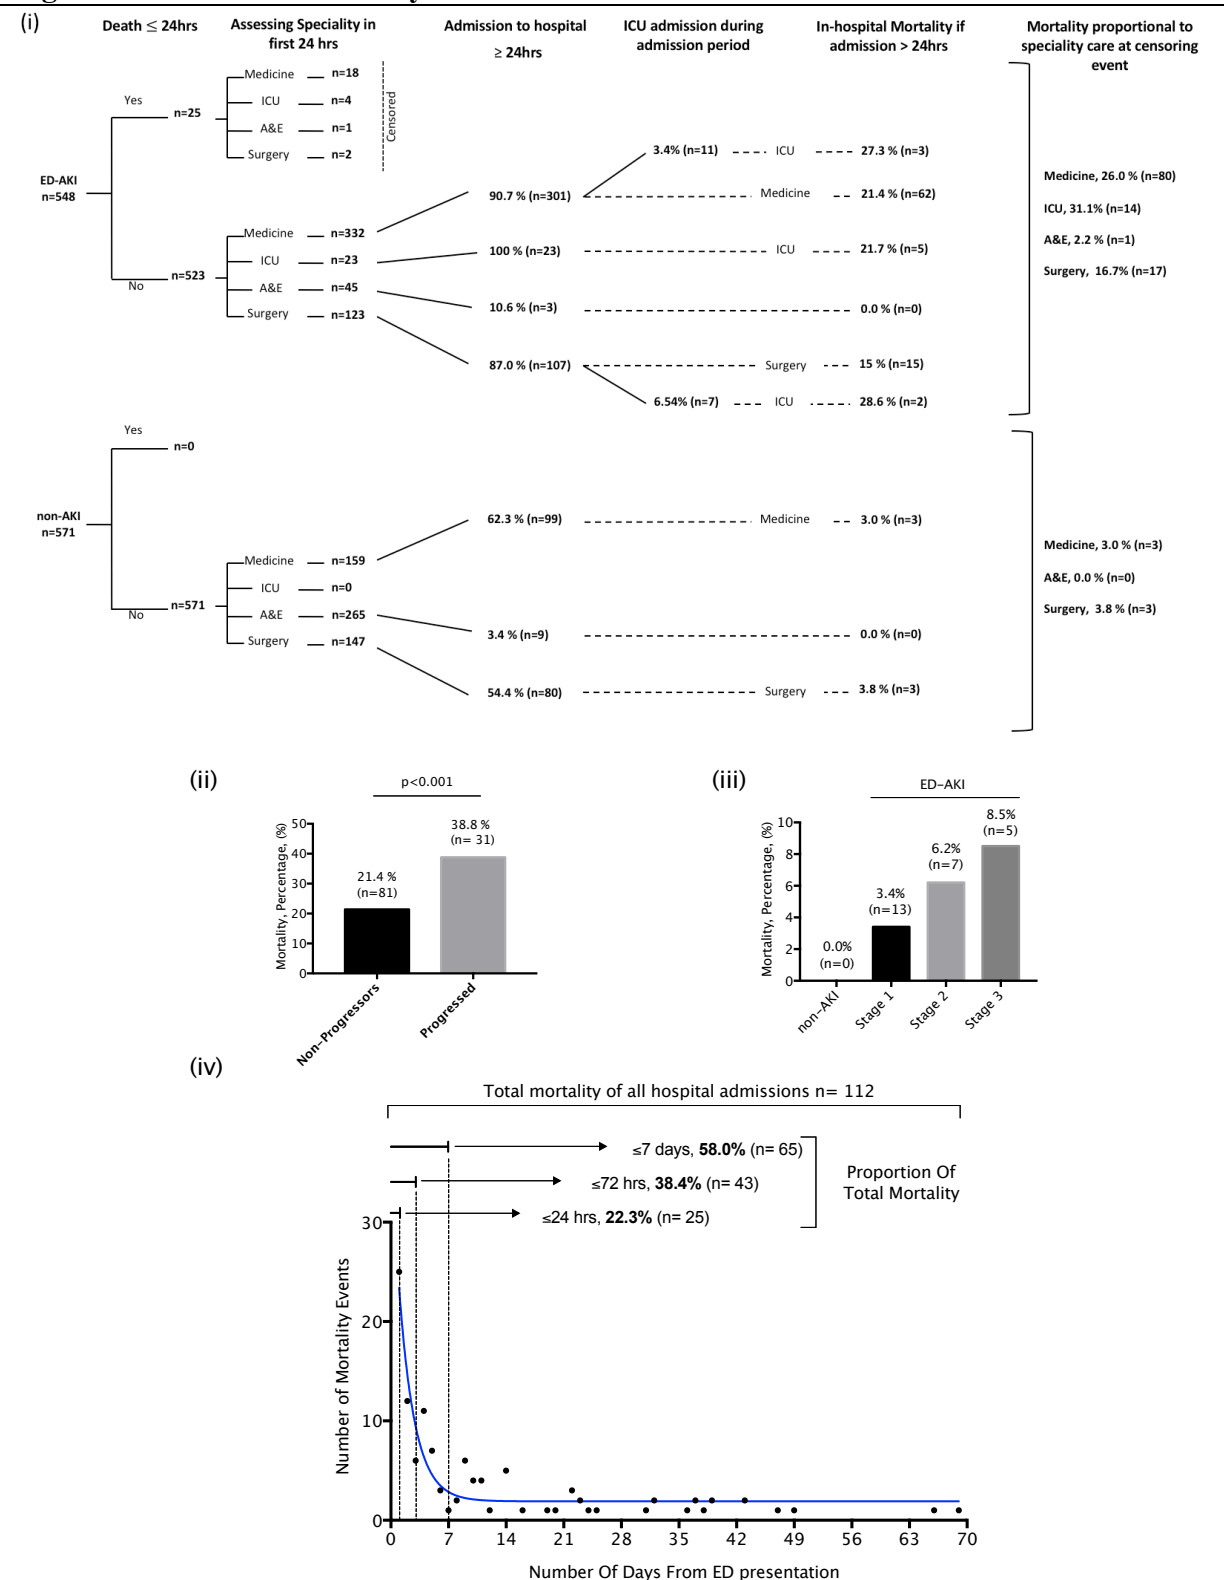 (i)
Death ≤ 24hrs
Assessing Speciality in
first 24 hrs
Admission to hospital
≥ 24hrs
ICU admission during
admission period
In-hospital Mortality if
admission > 24hrs
Mortality proportional to
speciality care at censoring
event
ED-AKI
n=548
Yes
n=25
Medicine n=18
ICU n=4
A&E n=1
Surgery n=2
Censored
No
n=523
Medicine n=332
ICU n=23
A&E n=45
Surgery n=123
90.7 % (n=301)
100 % (n=23)
10.6 % (n=3)
87.0 % (n=107)
3.4% (n=11) ICU 27.3 % (n=3)
Medicine 21.4 % (n=62)
ICU 21.7 % (n=5)
0.0 % (n=0)
Surgery 15 % (n=15)
6.54% (n=7) ICU 28.6 % (n=2)
Medicine, 26.0 % (n=80)
ICU, 31.1% (n=14)
A&E, 2.2 % (n=1)
Surgery, 16.7% (n=17)
non-AKI
n=571
Yes
n=0
No
n=571
Medicine n=159
ICU n=0
A&E n=265
Surgery n=147
62.3 % (n=99) Medicine 3.0 % (n=3)
3.4 % (n=9) 0.0 % (n=0)
54.4 % (n=80) Surgery 3.8 % (n=3)
Medicine, 3.0 % (n=3)
A&E, 0.0 % (n=0)
Surgery, 3.8 % (n=3)
(ii)
p<0.001
Mortality, Percentage, (%)
50
40
30
20
10
0
21.4 %
(n=81)
38.8 %
(n= 31)
Non-Progressors
Progressed
(iii)
ED-AKI
Mortality, Percentage, (%)
10
8
6
4
2
0
0.0%
(n=0)
3.4%
(n=13)
6.2%
(n=7)
8.5%
(n=5)
non-AKI
Stage 1
Stage 2
Stage 3
(iv)
Total mortality of all hospital admissions n= 112
≤7 days, 58.0% (n= 65)
≤72 hrs, 38.4% (n= 43)
≤24 hrs, 22.3% (n= 25)
Proportion Of
Total Mortality
Number of Mortality Events
30
20
10
0
0 7 14 21 28 35 42 49 56 63 70
Number Of Days From ED presentation